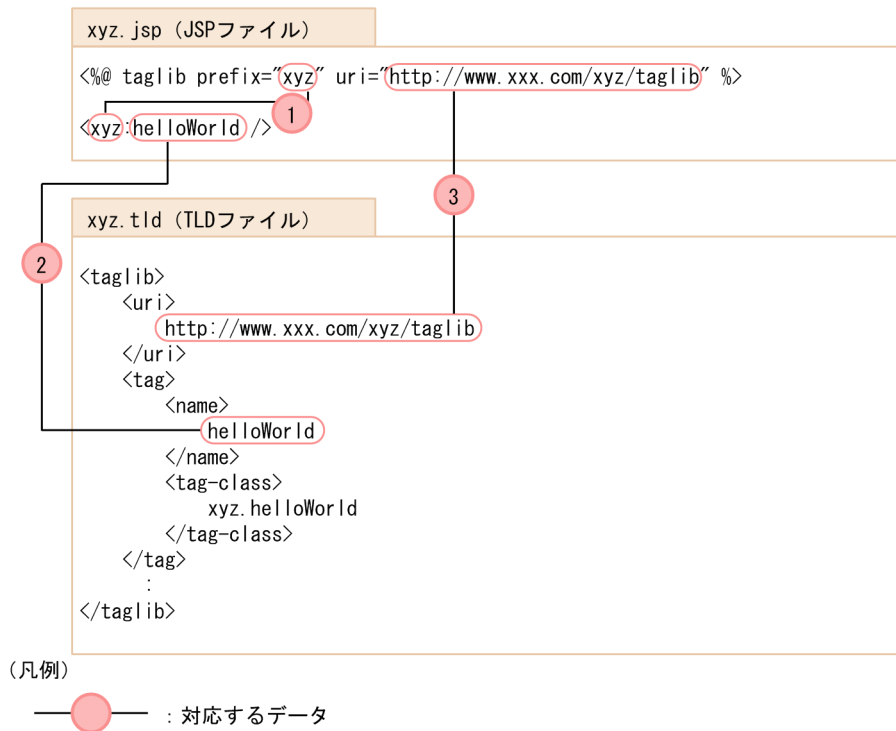 xyz.jsp（JSPファイル）
<%@ taglib prefix="xyz" uri="http://www.xxx.com/xyz/taglib" %>
1
<xyz:helloWorld />
3
xyz.tld（TLDファイル）
2
<taglib>
<uri>
http://www.xxx.com/xyz/taglib
</uri>
<tag>
<name>
helloWorld
</name>
<tag-class>
xyz.helloWorld
</tag-class>
</tag>
:
</taglib>
（凡例）
：対応するデータ